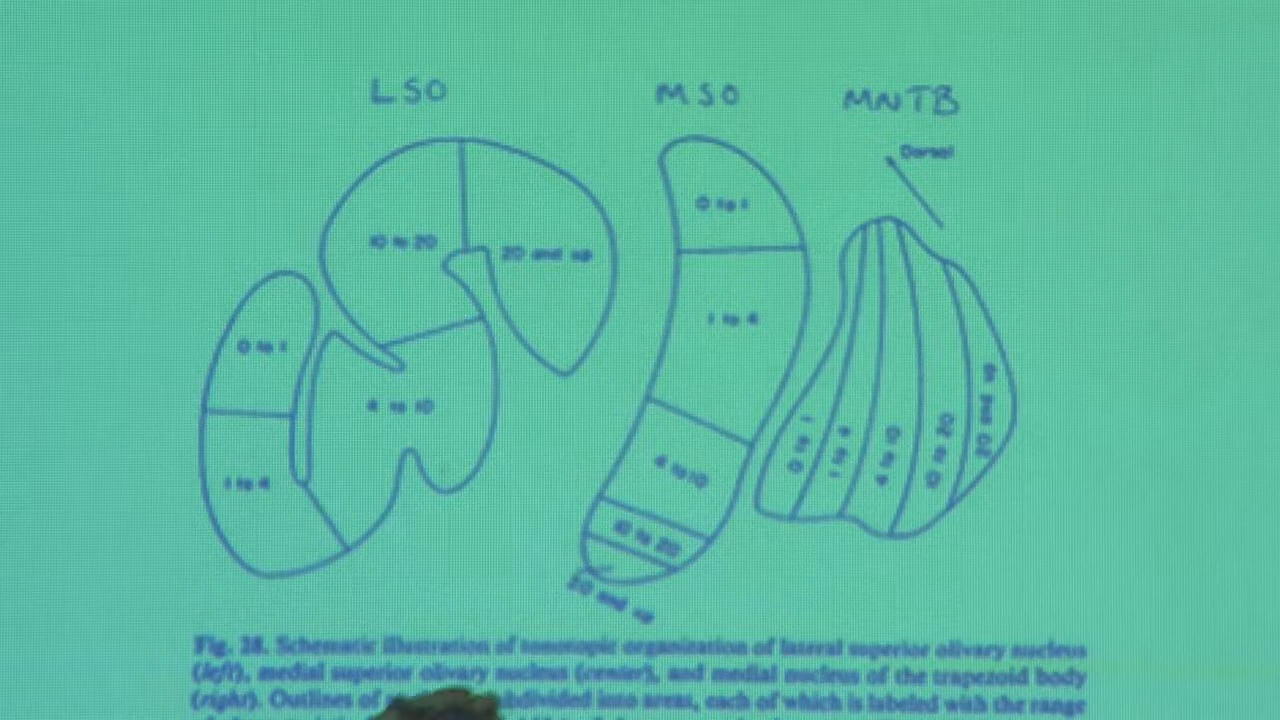 LSO MSO MNTB
Dorsal
0 to 1
10 to 20 20 and up
1 to 4
0 to 1
4 to 10
1 to 4
4 to 10
0 to 1
1 to 4
4 to 10
10 to 20
20 and up
10 to 20
20 and up
Fig. 28. Schematic illustration of tonotopic organization of lateral superior olivary nucleus
(left), medial superior olivary nucleus (center), and medial nucleus of the trapezoid body
(right). Outlines of subdivided into areas, each of which is labeled with the range